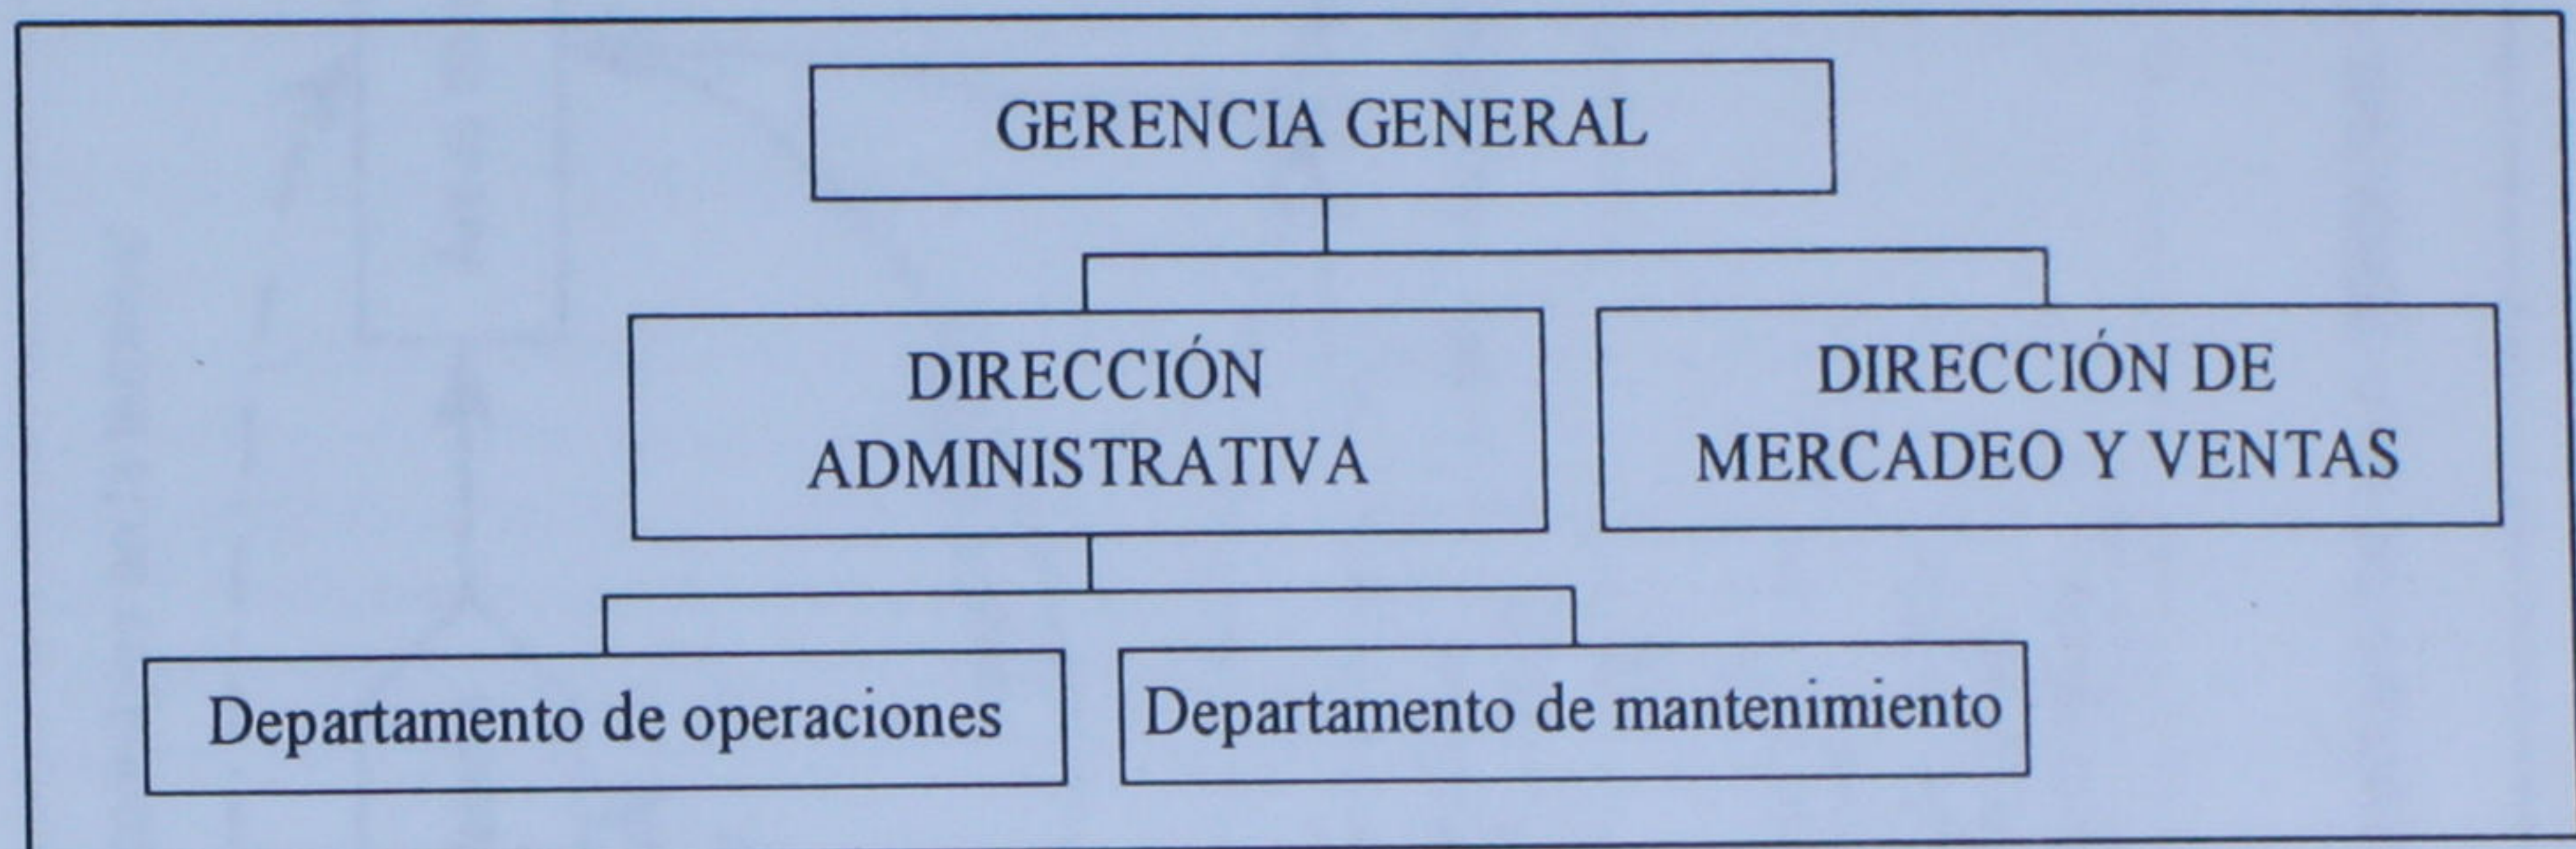 GERENCIA GENERAL
DIRECCIÓN
ADMINISTRATIVA
DIRECCIÓN DE
MERCADEO Y VENTAS
Departamento de operaciones
Departamento de mantenimiento